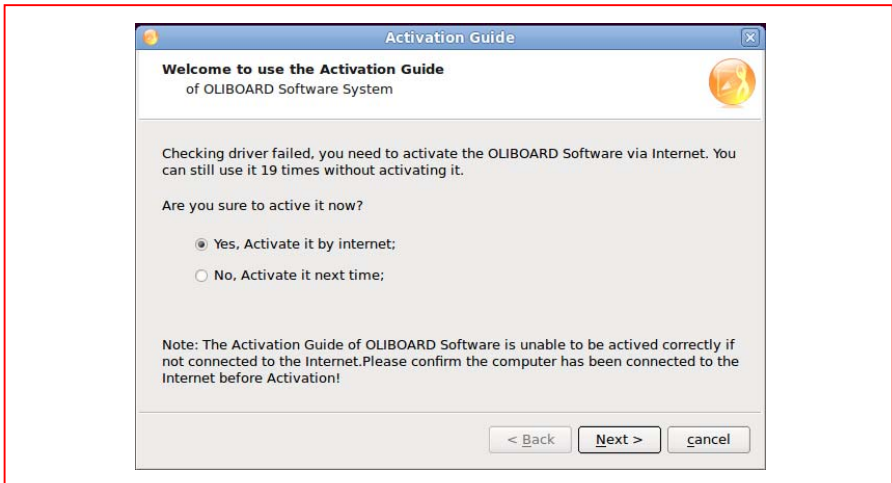 Activation Guide
Welcome to use the Activation Guide
of OLIBOARD Software System
Checking driver failed, you need to activate the OLIBOARD Software via Internet. You
can still use it 19 times without activating it.
Are you sure to active it now?
Yes, Activate it by internet;
No, Activate it next time;
Note: The Activation Guide of OLIBOARD Software is unable to be actived correctly if
not connected to the Internet.Please confirm the computer has been connected to the
Internet before Activation!
< Back Next > cancel